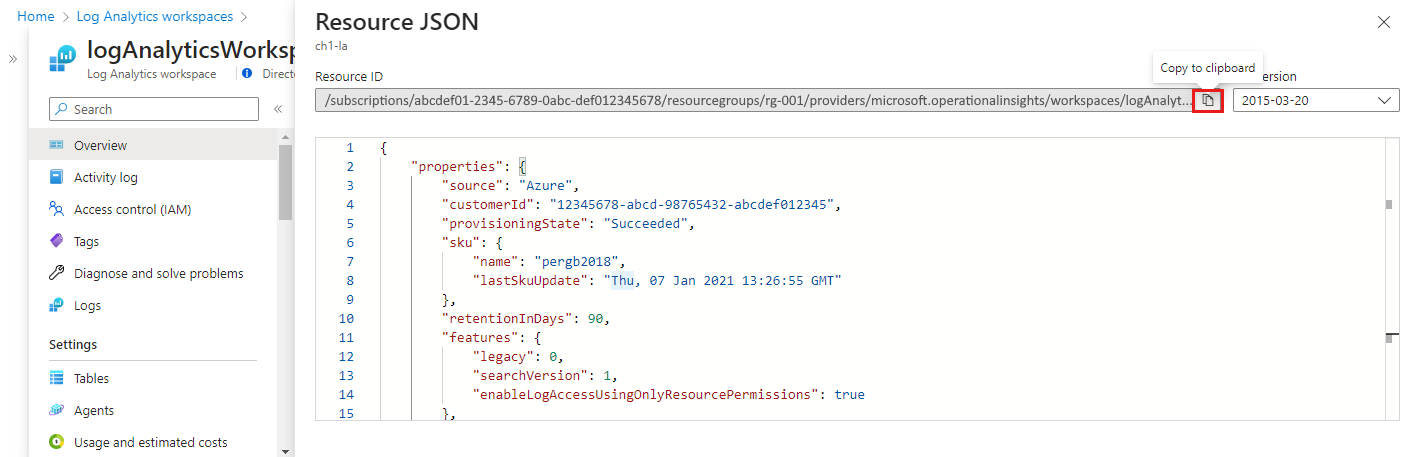 Home > Log Analytics workspaces >
logAnalyticsWorksp
Log Analytics workspace
Directo
Search
Overview
Activity log
Access control (IAM)
Tags
Diagnose and solve problems
Logs
Settings
Tables
Agents
Usage and estimated costs
Resource JSON
ch1-la
Resource ID
Copy to clipboard
ersion
/subscriptions/abcdef01-2345-6789-0abc-def012345678/resourcegroups/rg-001/providers/microsoft.operationalinsights/workspaces/logAnalyt...
2015-03-20
1 {
2 "properties": {
3 "source": "Azure",
4 "customerId": "12345678-abcd-98765432-abcdef012345",
5 "provisioningState": "Succeeded",
6 "sku": {
7 "name": "pergb2018",
8 "lastSkuUpdate": "Thu, 07 Jan 2021 13:26:55 GMT"
9 },
10 "retentionInDays": 90,
11 "features": {
12 "legacy": 0,
13 "searchVersion": 1,
14 "enableLogAccessUsingOnlyResourcePermissions": true
15 },